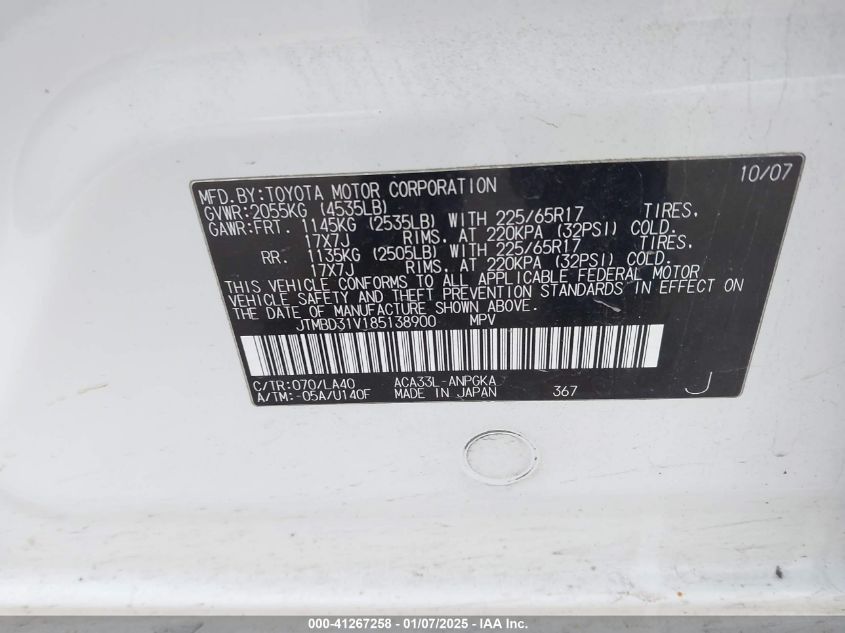 MFD.BY:TOYOTA MOTOR CORPORATION 10/07
GVWR:2055KG (4535LB)
GAWR:FRT. 1145KG (2535LB) WITH 225/65R17 TIRES,
17X7J RIMS, AT 220KPA (32PSI) COLD.
RR. 1135KG (2505LB) WITH 225/65R17 TIRES,
17X7J RIMS, AT 220KPA (32PSI) COLD.
THIS VEHICLE CONFORMS TO ALL APPLICABLE FEDERAL MOTOR
VEHICLE SAFETY AND THEFT PREVENTION STANDARDS IN EFFECT ON
THE DATE OF MANUFACTURE SHOWN ABOVE.
JTMBD31V185138900 MPV
C/TR:070/LA40 ACA33L-ANPGKA
A/TM:-05A/U140F MADE IN JAPAN 367 J
000-41267258 - 01/07/2025 - IAA Inc.